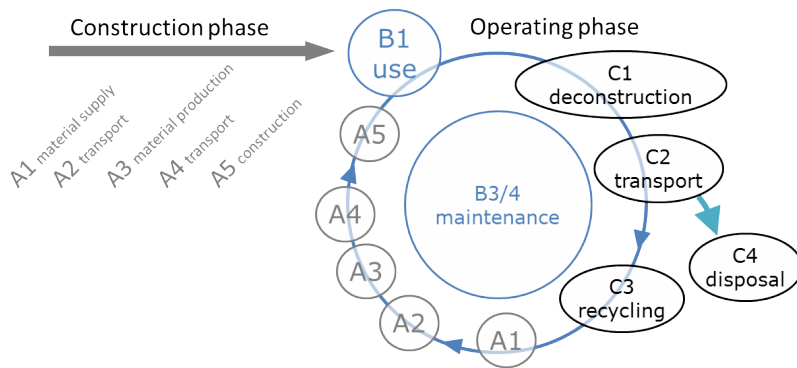 Construction phase
Operating phase
A1 material supply
A2 transport
A3 material production
A4 transport
A5 construction
B1
use
C1
deconstruction
C2
transport
C4
disposal
C3
recycling
A1
A2
A3
A4
A5
B3/4
maintenance